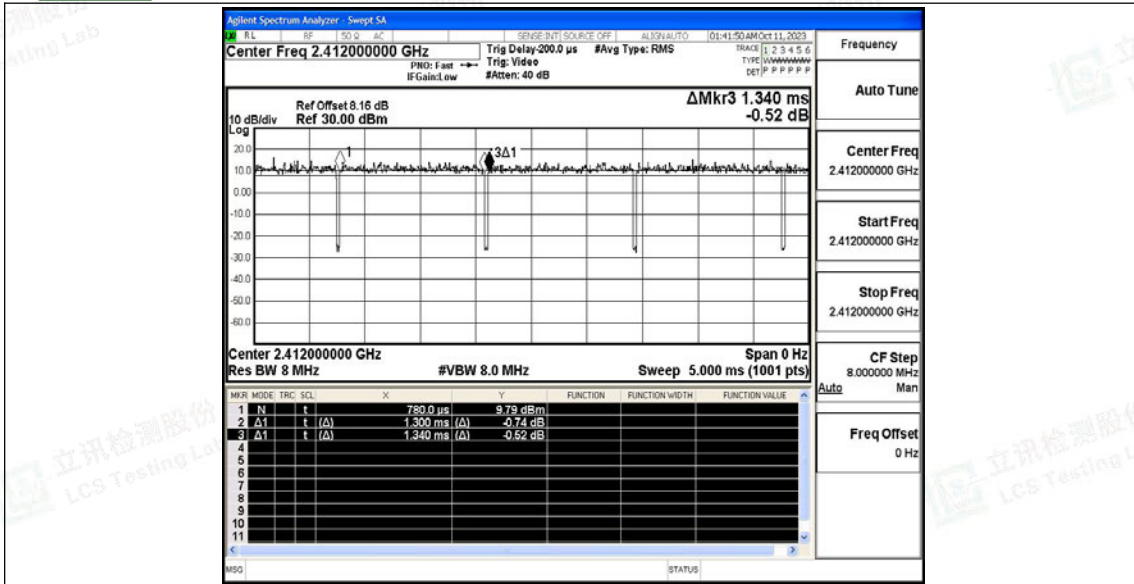 Agilent Spectrum Analyzer - Swept SA
RL RF 50 Ω AC SENSE:INT SOURCE OFF ALIGNAUTO 01:41:50 AM Oct 11, 2023
Center Freq 2.412000000 GHz
PNO: Fast
IFGain:Low
Trig Delay-200.0 µs
Trig: Video
#Atten: 40 dB
#Avg Type: RMS
TRACE 1 2 3 4 5 6
TYPE
DET P P P P P P
Frequency
Auto Tune
ΔMkr3 1.340 ms
-0.52 dB
Ref Offset 8.16 dB
10 dB/div Ref 30.00 dBm
Log
20.0
10.0
0.00
-10.0
-20.0
-30.0
-40.0
-50.0
-60.0
1
3Δ1
Center Freq
2.412000000 GHz
Start Freq
2.412000000 GHz
Stop Freq
2.412000000 GHz
CF Step
8.000000 MHz
Auto Man
Freq Offset
0 Hz
Center 2.412000000 GHz Span 0 Hz
Res BW 8 MHz #VBW 8.0 MHz Sweep 5.000 ms (1001 pts)
MKR MODE TRC SCL X Y FUNCTION FUNCTION WIDTH FUNCTION VALUE
1 N t 780.0 µs 9.79 dBm
2 Δ1 t (Δ) 1.300 ms (Δ) -0.74 dB
3 Δ1 t (Δ) 1.340 ms (Δ) -0.52 dB
4
5
6
7
8
9
10
11
MSG STATUS
立讯检测股份
LCS Testing Lab
立讯检测股份
LCS Testing L